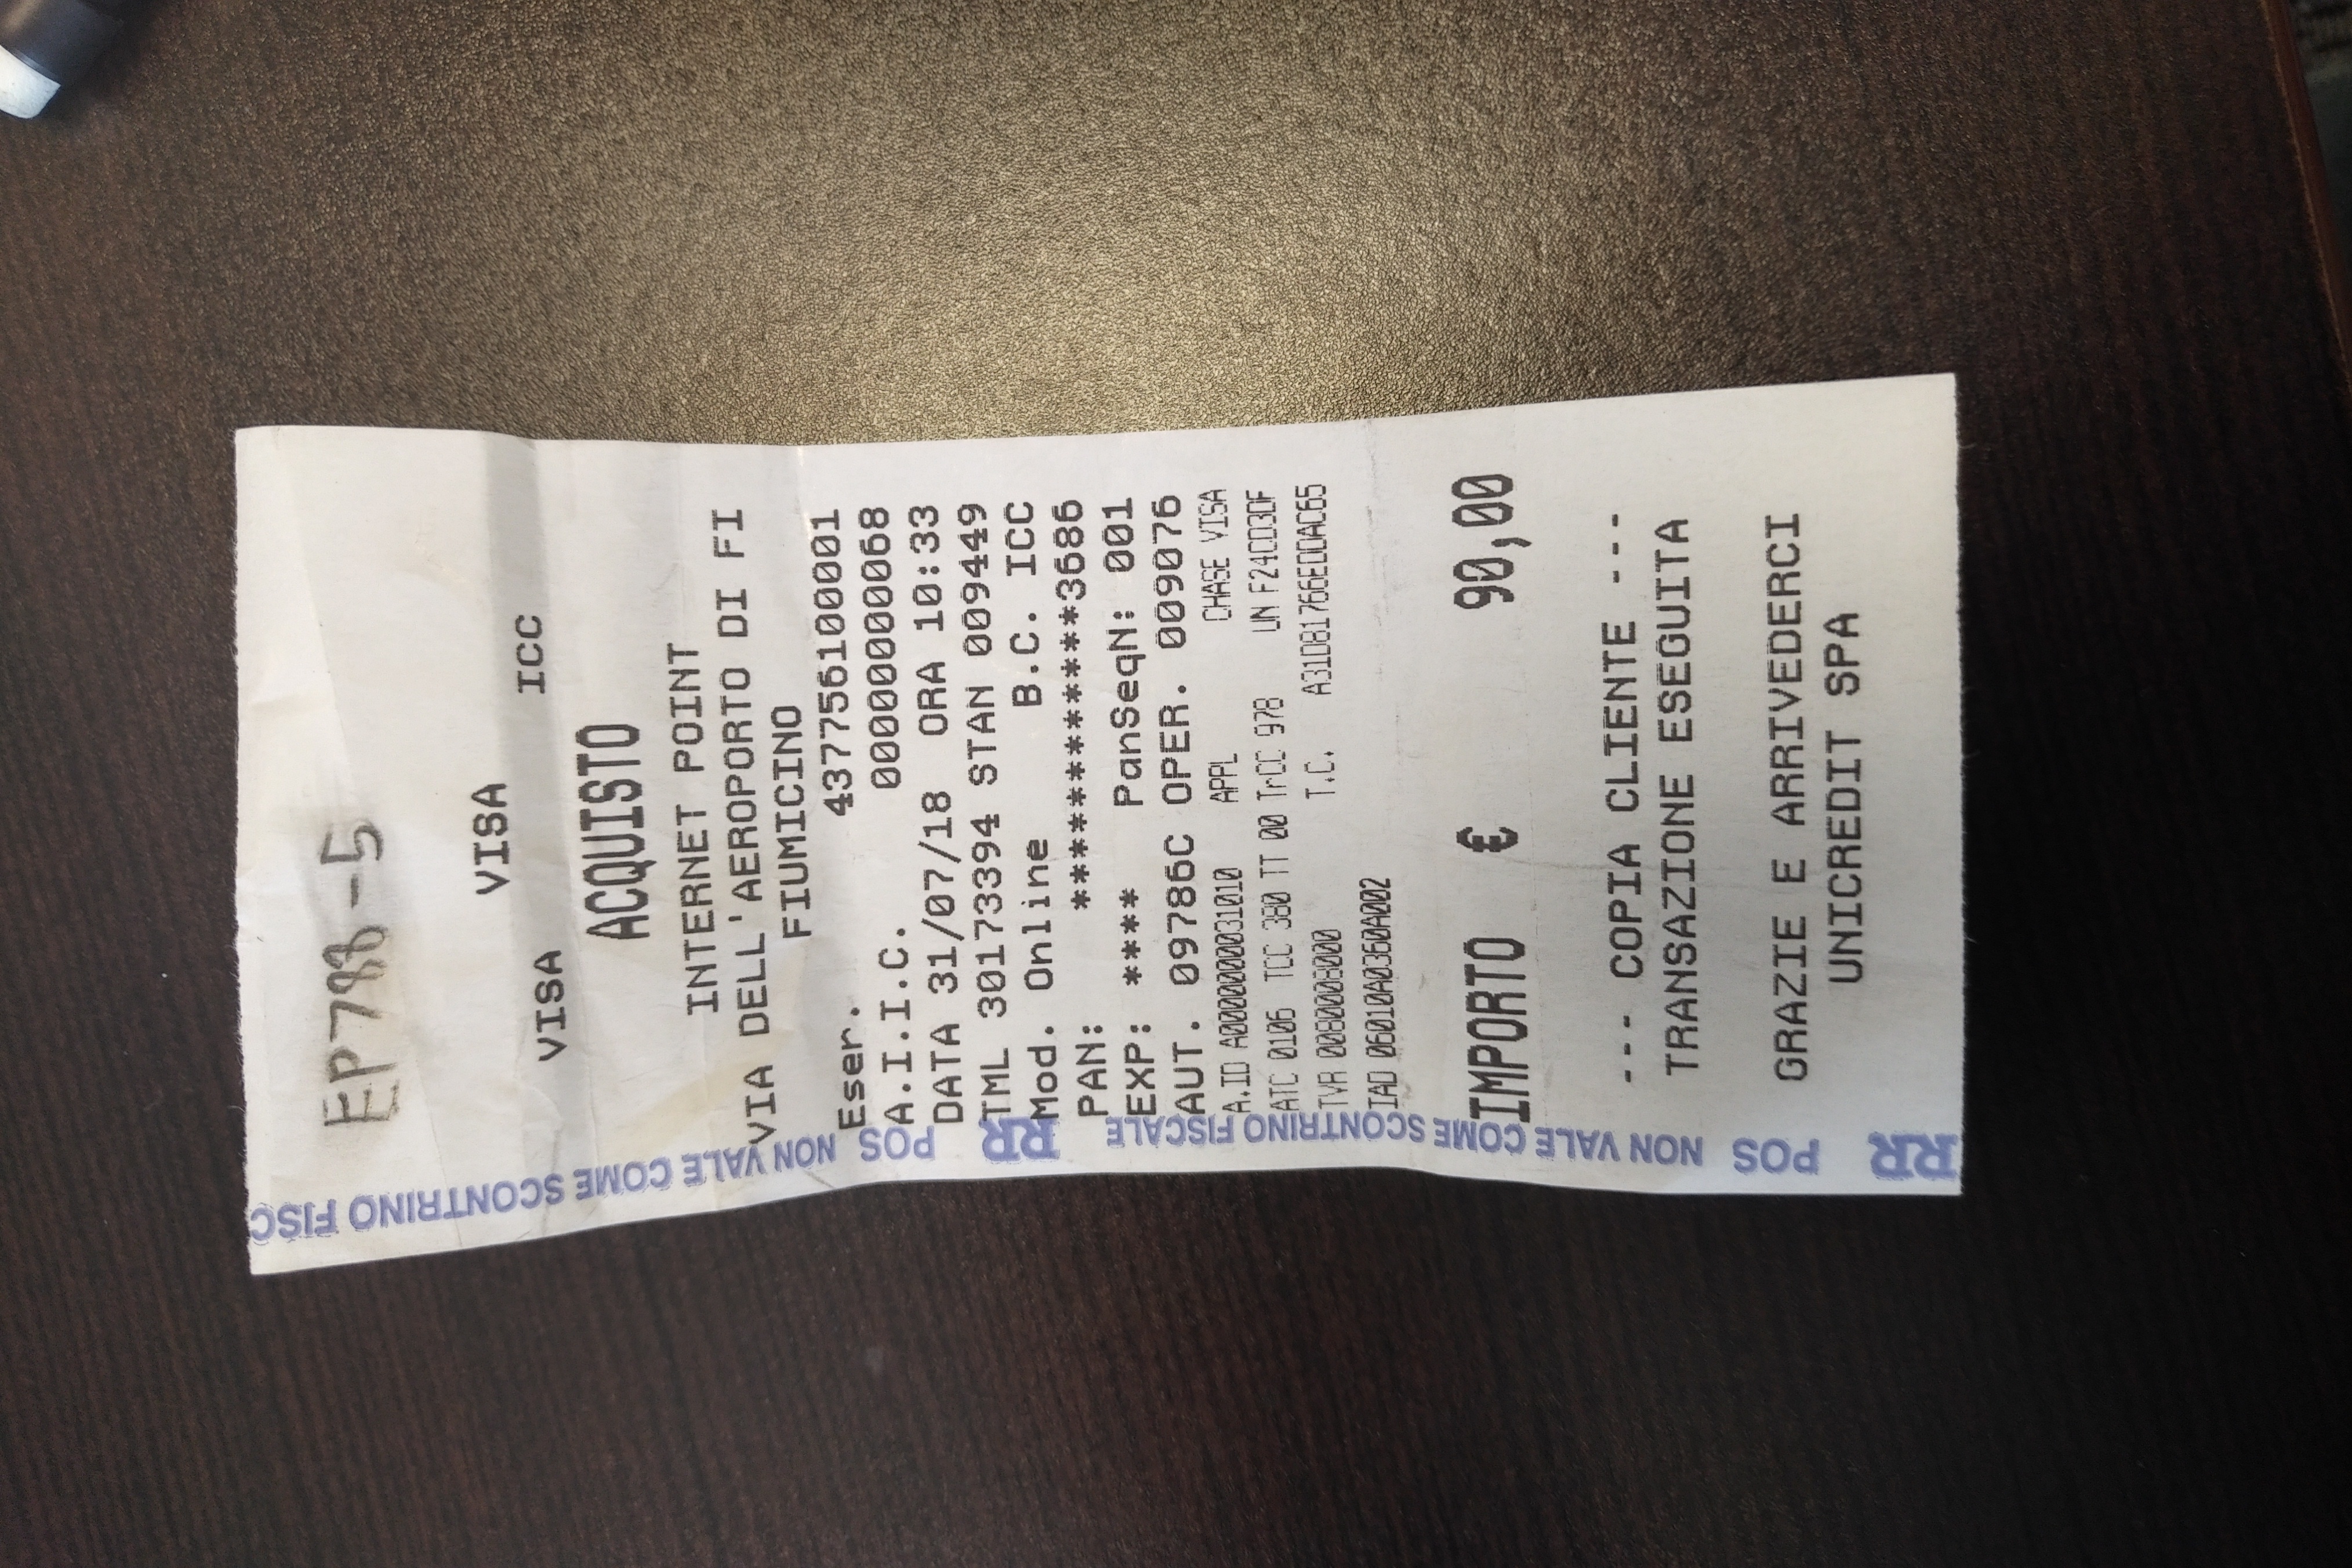 EP788-5
VISA
VISA ICC
ACQUISTO
INTERNET POINT
VIA DELL'AEROPORTO DI FI
FIUMICINO
Eser. 437756100001
A.I.I.C. 00000000068
DATA 31/07/18 ORA 10:33
TML 30173394 STAN 009449
Mod. Online B.C. ICC
PAN: ************3686
EXP: **** PanSeqN: 001
AUT. 09786C OPER. 009076
A.ID A0000000031010 APPL CHASE VISA
ATC 0106 TCC 380 TT 00 TrCC 978 UN F24CD3DF
TVR 0080008000 T.C. A31D81766EDDAC65
IAD 06010A0360A002
IMPORTO € 90,00
--- COPIA CLIENTE ---
TRANSAZIONE ESEGUITA
GRAZIE E ARRIVEDERCI
UNICREDIT SPA
RR POS NON VALE COME SCONTRINO FISCALE
RR POS NON VALE COME SCONTRINO FISC